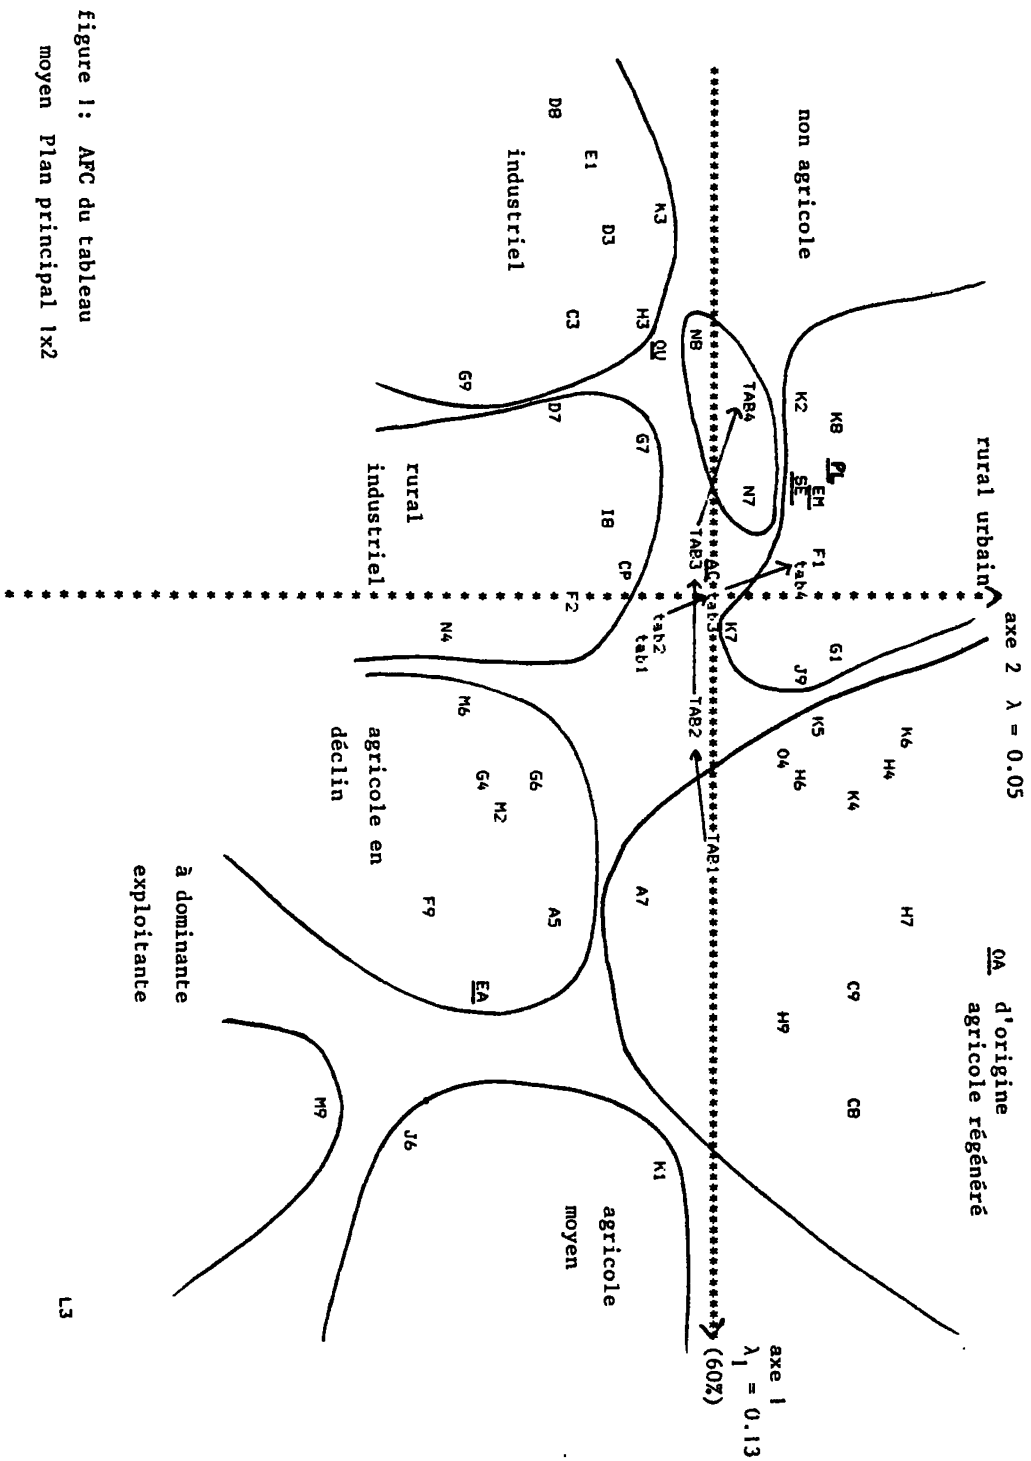 axe 2 λ = 0.05
rural urbain
OA d'origine
agricole régénéré
K6
H4
H7
K8
K2
PL
EM
SE
F1
tab4
G1
J9
K5
O4
H6
K4
C9
H9
C8
non agricole
TAB4
N7
N8
K7
AC
tab3
TAB3
TAB2
TAB1
axe 1
λ1 = 0.13
(60%)
K3
H3
OU
G7
tab2
tab1
A7
K1
D8
E1
D3
C3
industriel
G9
D7
I8
CP
F2
rural
industriel
N4
M6
G4
M2
G6
A5
F9
EA
agricole en
déclin
agricole
moyen
J6
M9
à dominante
exploitante
L3
figure 1: AFC du tableau
moyen Plan principal 1x2